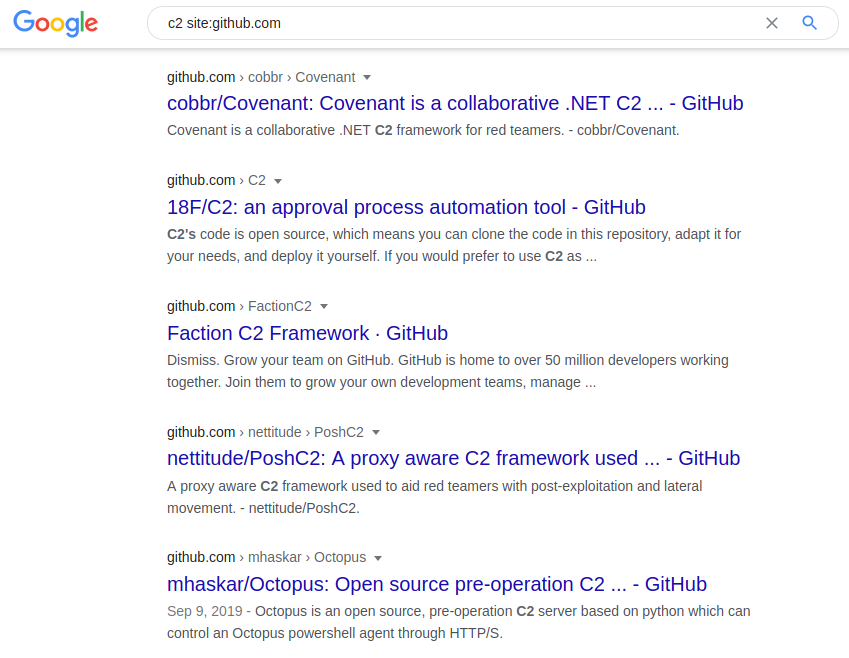 Google
c2 site:github.com
github.com › cobbr › Covenant
cobbr/Covenant: Covenant is a collaborative .NET C2 ... - GitHub
Covenant is a collaborative .NET C2 framework for red teamers. - cobbr/Covenant.
github.com › C2
18F/C2: an approval process automation tool - GitHub
C2's code is open source, which means you can clone the code in this repository, adapt it for
your needs, and deploy it yourself. If you would prefer to use C2 as ...
github.com › FactionC2
Faction C2 Framework · GitHub
Dismiss. Grow your team on GitHub. GitHub is home to over 50 million developers working
together. Join them to grow your own development teams, manage ...
github.com › nettitude › PoshC2
nettitude/PoshC2: A proxy aware C2 framework used ... - GitHub
A proxy aware C2 framework used to aid red teamers with post-exploitation and lateral
movement. - nettitude/PoshC2.
github.com › mhaskar › Octopus
mhaskar/Octopus: Open source pre-operation C2 ... - GitHub
Sep 9, 2019 - Octopus is an open source, pre-operation C2 server based on python which can
control an Octopus powershell agent through HTTP/S.